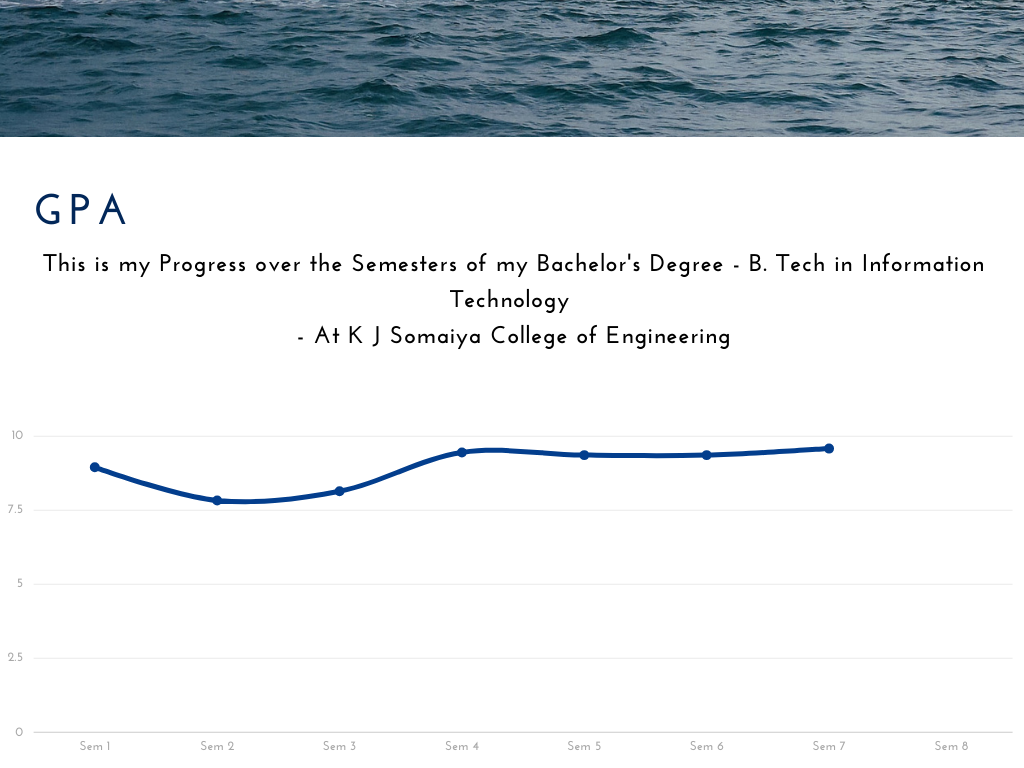 GPA
This is my Progress over the Semesters of my Bachelor's Degree - B. Tech in Information
Technology
- At K J Somaiya College of Engineering
10
7.5
5
2.5
0
Sem 1 Sem 2 Sem 3 Sem 4 Sem 5 Sem 6 Sem 7 Sem 8